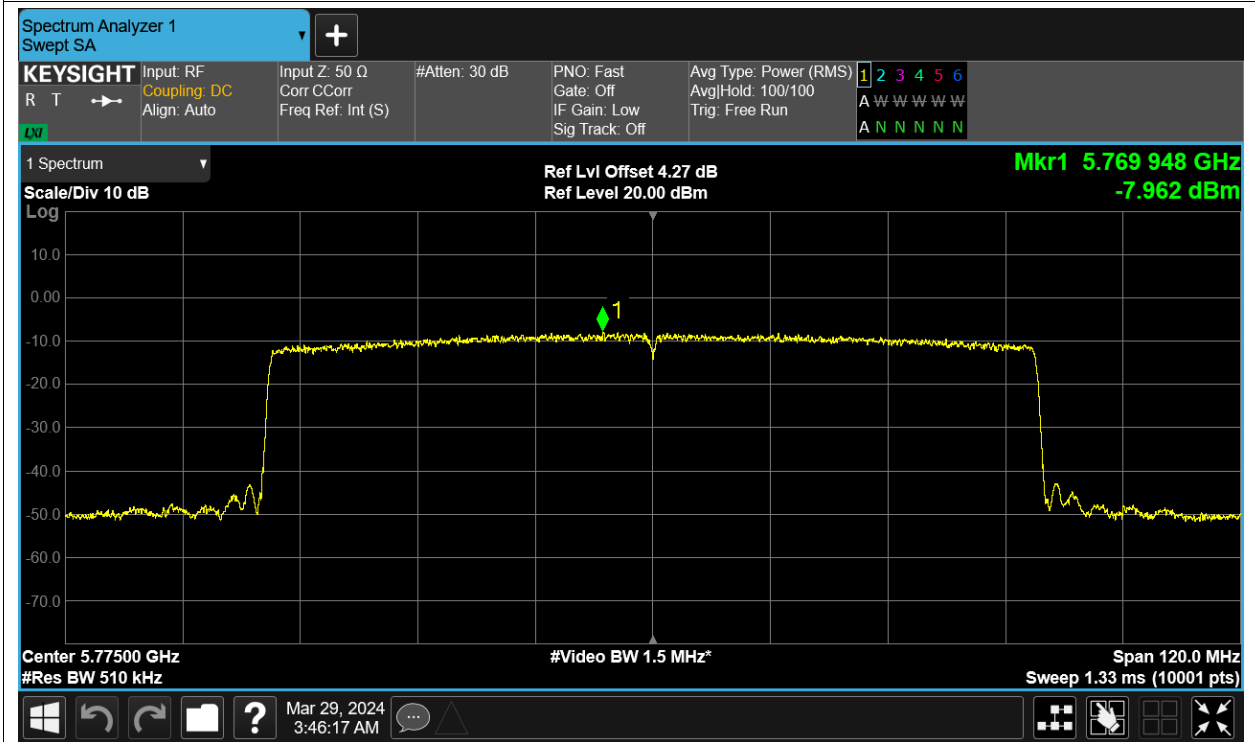 Spectrum Analyzer 1
Swept SA
+
KEYSIGHT
R T
LXI
Input: RF
Coupling: DC
Align: Auto
Input Z: 50 Ω
Corr CCorr
Freq Ref: Int (S)
#Atten: 30 dB
PNO: Fast
Gate: Off
IF Gain: Low
Sig Track: Off
Avg Type: Power (RMS)
Avg|Hold: 100/100
Trig: Free Run
1 2 3 4 5 6
A W W W W W
A N N N N N
1 Spectrum
Scale/Div 10 dB
Log
Ref Lvl Offset 4.27 dB
Ref Level 20.00 dBm
Mkr1 5.769 948 GHz
-7.962 dBm
10.0
0.00
-10.0
-20.0
-30.0
-40.0
-50.0
-60.0
-70.0
1
Center 5.77500 GHz
#Res BW 510 kHz
#Video BW 1.5 MHz*
Span 120.0 MHz
Sweep 1.33 ms (10001 pts)
?
Mar 29, 2024
3:46:17 AM